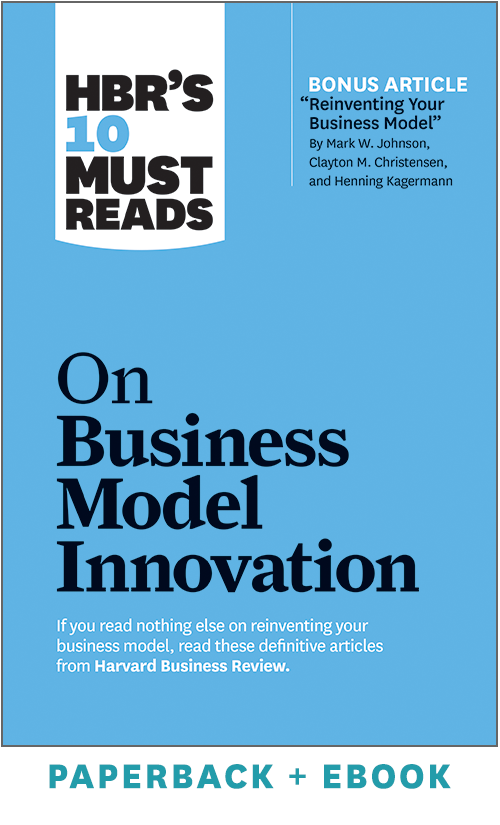 HBR'S
10
MUST
READS
BONUS ARTICLE
“Reinventing Your
Business Model”
By Mark W. Johnson,
Clayton M. Christensen,
and Henning Kagermann
On
Business
Model
Innovation
If you read nothing else on reinventing your
business model, read these definitive articles
from Harvard Business Review.
PAPERBACK + EBOOK